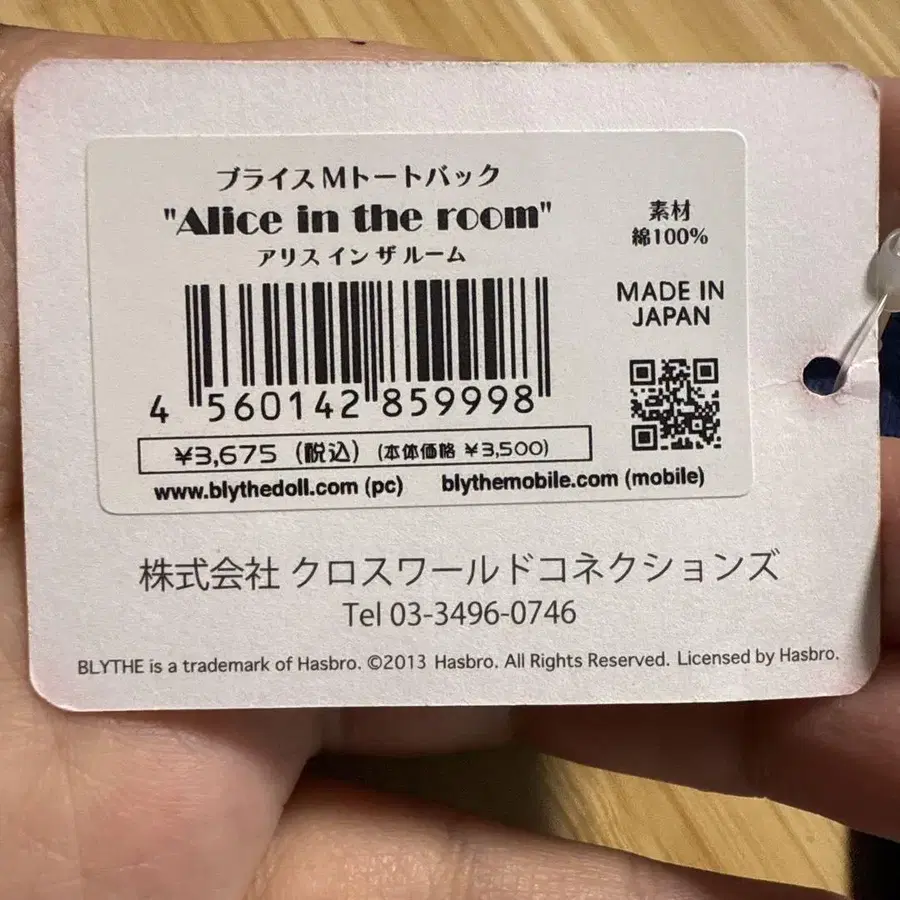 ブライス Mトートバック
"Alice in the room"
アリス イン ザ ルーム
素材
綿100%
MADE IN
JAPAN
4 560142 859998
¥3,675 (税込) (本体価格 ¥3,500)
www.blythedoll.com (pc) blythemobile.com (mobile)
株式会社 クロスワールドコネクションズ
Tel 03-3496-0746
BLYTHE is a trademark of Hasbro. ©2013 Hasbro. All Rights Reserved. Licensed by Hasbro.